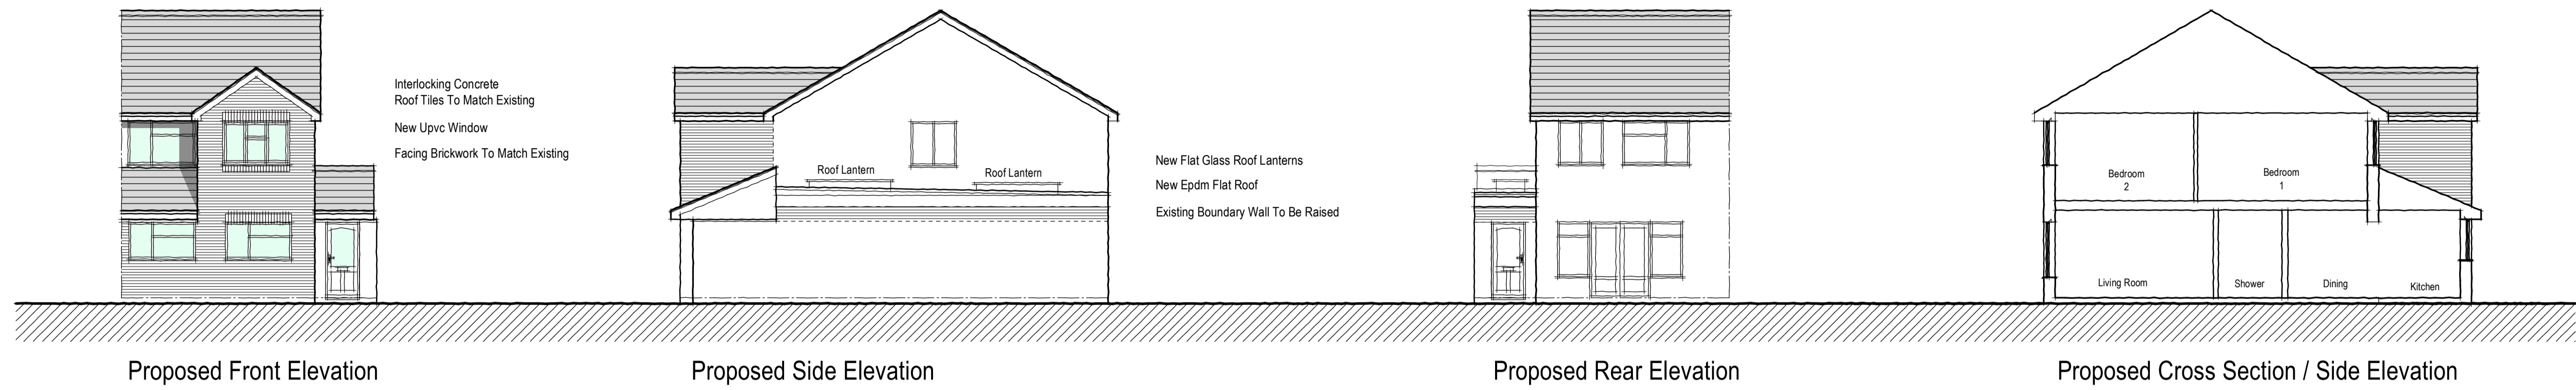 Interlocking Concrete
Roof Tiles To Match Existing
New Upvc Window
Facing Brickwork To Match Existing
Proposed Front Elevation
Roof Lantern
Roof Lantern
Proposed Side Elevation
New Flat Glass Roof Lanterns
New Epdm Flat Roof
Existing Boundary Wall To Be Raised
Proposed Rear Elevation
Bedroom
2
Bedroom
1
Living Room
Shower
Dining
Kitchen
Proposed Cross Section / Side Elevation